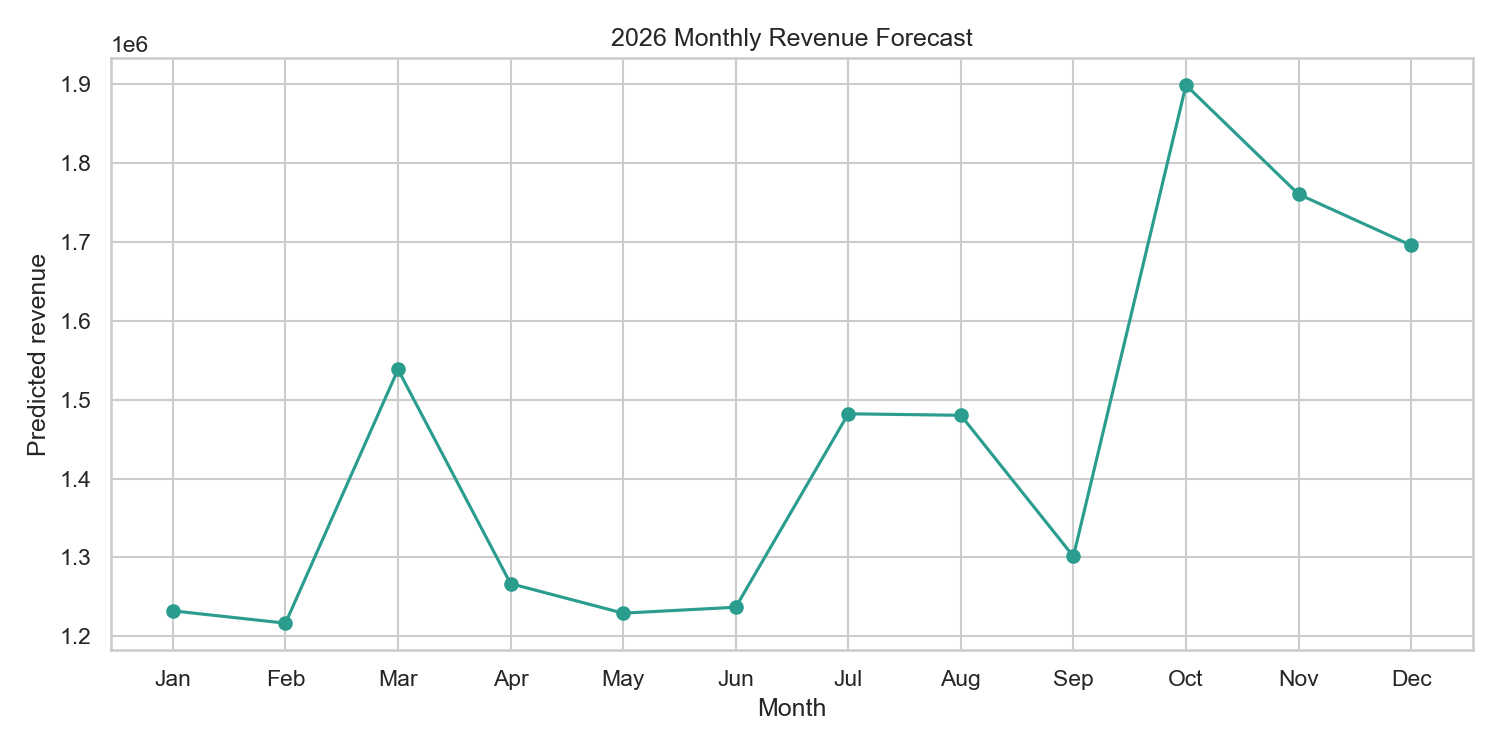 2026 Monthly Revenue Forecast
1e6
1.9
1.8
1.7
1.6
1.5
1.4
1.3
1.2
Predicted revenue
Jan Feb Mar Apr May Jun Jul Aug Sep Oct Nov Dec
Month